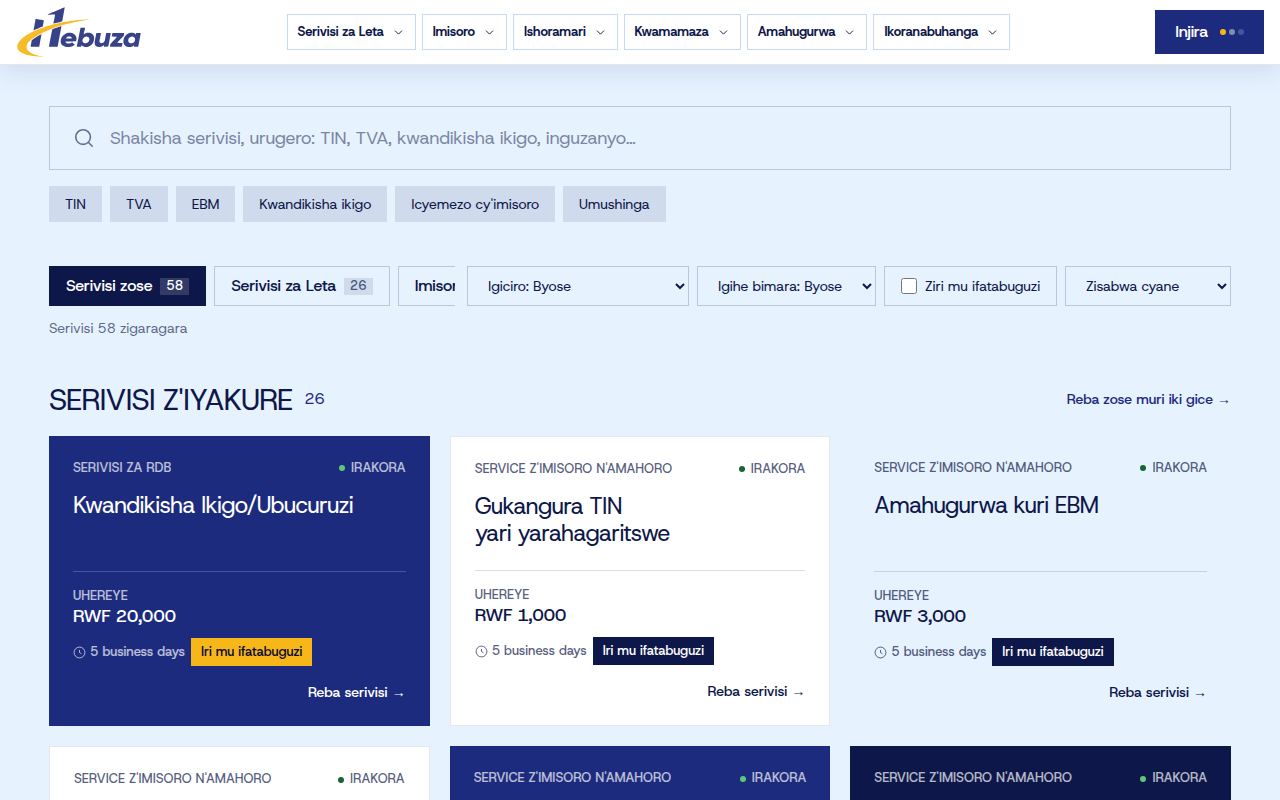 Hebuza
Serivisi za Leta
Imisoro
Ishoramari
Kwamamaza
Amahugurwa
Ikoranabuhanga
Injira
Shakisha serivisi, urugero: TIN, TVA, kwandikisha ikigo, inguzanyo...
TIN
TVA
EBM
Kwandikisha ikigo
Icyemezo cy'imisoro
Umushinga
Serivisi zose 58
Serivisi za Leta 26
Imisor
Igiciro: Byose
Igihe bimara: Byose
Ziri mu ifatabuguzi
Zisabwa cyane
Serivisi 58 zigaragara
SERIVISI Z'IYAKURE 26
Reba zose muri iki gice →
SERIVISI ZA RDB
IRAKORA
Kwandikisha Ikigo/Ubucuruzi
UHEREYE
RWF 20,000
5 business days
Iri mu ifatabuguzi
Reba serivisi →
SERVICE Z'IMISORO N'AMAHORO
IRAKORA
Gukangura TIN
yari yarahagaritswe
UHEREYE
RWF 1,000
5 business days
Iri mu ifatabuguzi
Reba serivisi →
SERVICE Z'IMISORO N'AMAHORO
IRAKORA
Amahugurwa kuri EBM
UHEREYE
RWF 3,000
5 business days
Iri mu ifatabuguzi
Reba serivisi →
SERVICE Z'IMISORO N'AMAHORO
IRAKORA
SERVICE Z'IMISORO N'AMAHORO
IRAKORA
SERVICE Z'IMISORO N'AMAHORO
IRAKORA